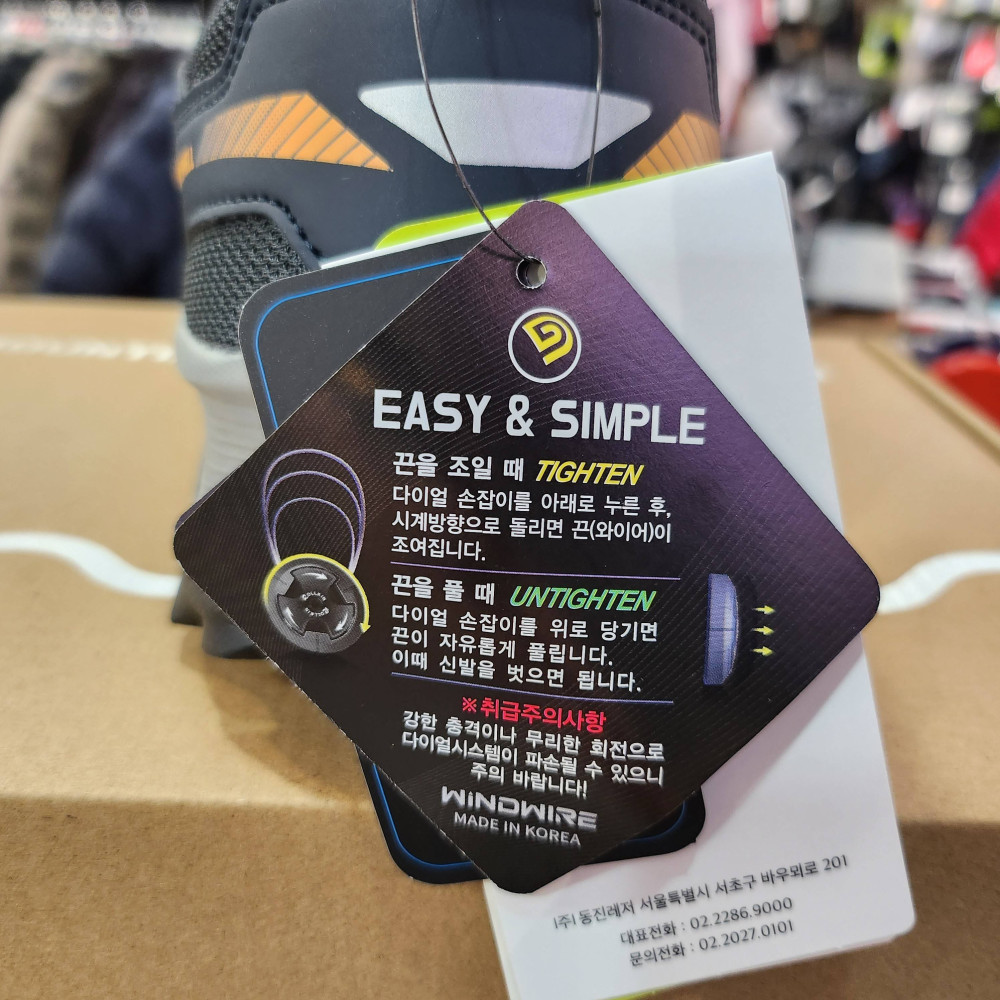 EASY & SIMPLE
끈을 조일 때 TIGHTEN
다이얼 손잡이를 아래로 누른 후,
시계방향으로 돌리면 끈(와이어)이
조여집니다.
끈을 풀 때 UNTIGHTEN
다이얼 손잡이를 위로 당기면
끈이 자유롭게 풀립니다.
이때 신발을 벗으면 됩니다.
※취급주의사항
강한 충격이나 무리한 회전으로
다이얼시스템이 파손될 수 있으니
주의 바랍니다!
WINDWIRE
MADE IN KOREA
(주)동진레저 서울특별시 서초구 바우뫼로 201
대표전화 : 02.2286.9000
문의전화 : 02.2027.0101